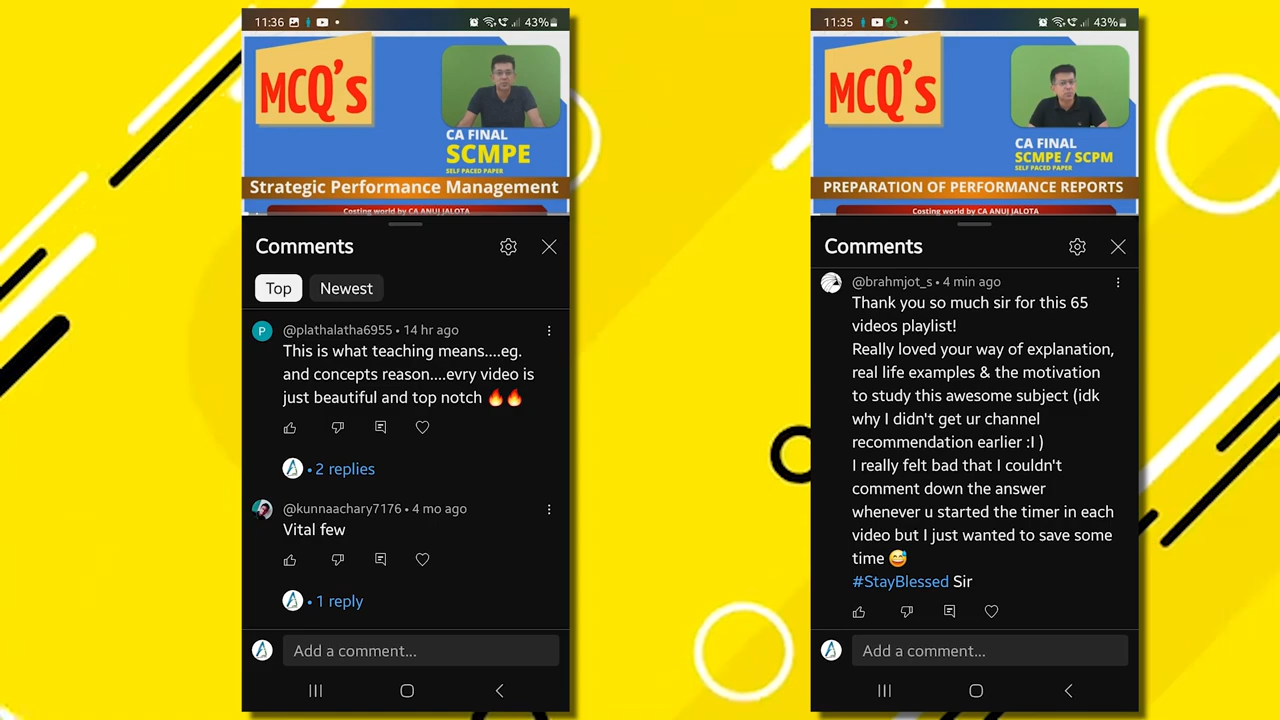 11:36
43%
MCQ's
CA FINAL
SCMPE
SELF PACED PAPER
Strategic Performance Management
Costing world by CA ANUJ JALOTA
Comments
Top
Newest
P
@plathalatha6955 • 14 hr ago
This is what teaching means....eg.
and concepts reason....evry video is
just beautiful and top notch 🔥🔥
• 2 replies
@kunnaachary7176 • 4 mo ago
Vital few
• 1 reply
Add a comment...
11:35
43%
MCQ's
CA FINAL
SCMPE / SCPM
SELF PACED PAPER
PREPARATION OF PERFORMANCE REPORTS
Costing world by CA ANUJ JALOTA
Comments
@brahmjot_s • 4 min ago
Thank you so much sir for this 65
videos playlist!
Really loved your way of explanation,
real life examples & the motivation
to study this awesome subject (idk
why I didn't get ur channel
recommendation earlier :I )
I really felt bad that I couldn't
comment down the answer
whenever u started the timer in each
video but I just wanted to save some
time 😅
#StayBlessed Sir
Add a comment...